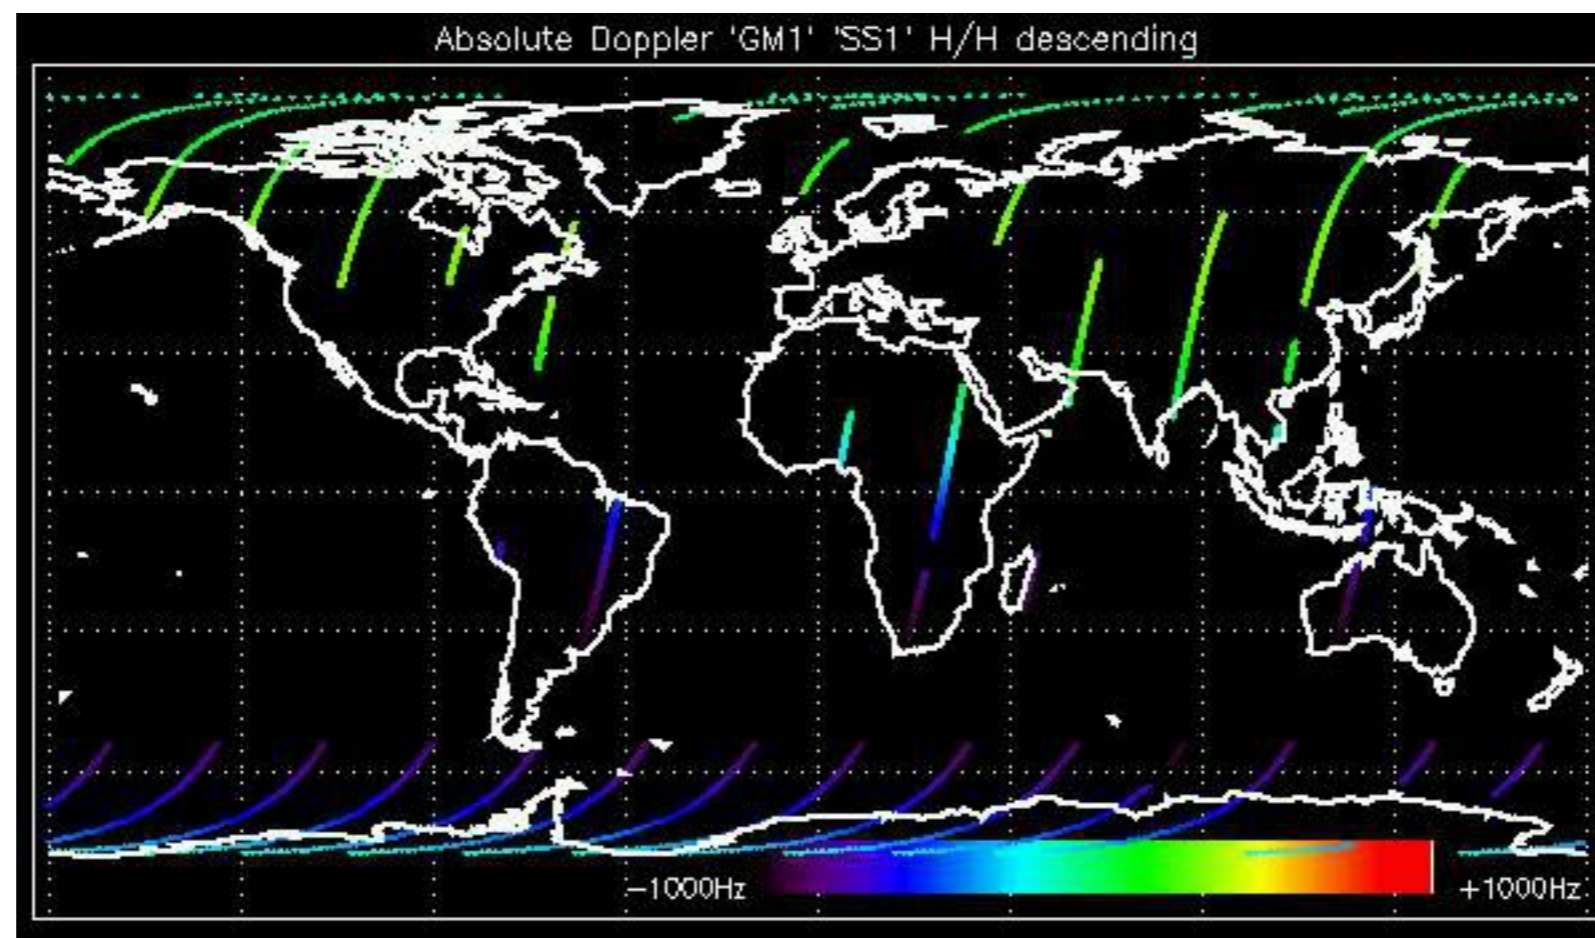 Absolute Doppler 'GM1' 'SS1' H/H descending
−1000Hz
+1000Hz